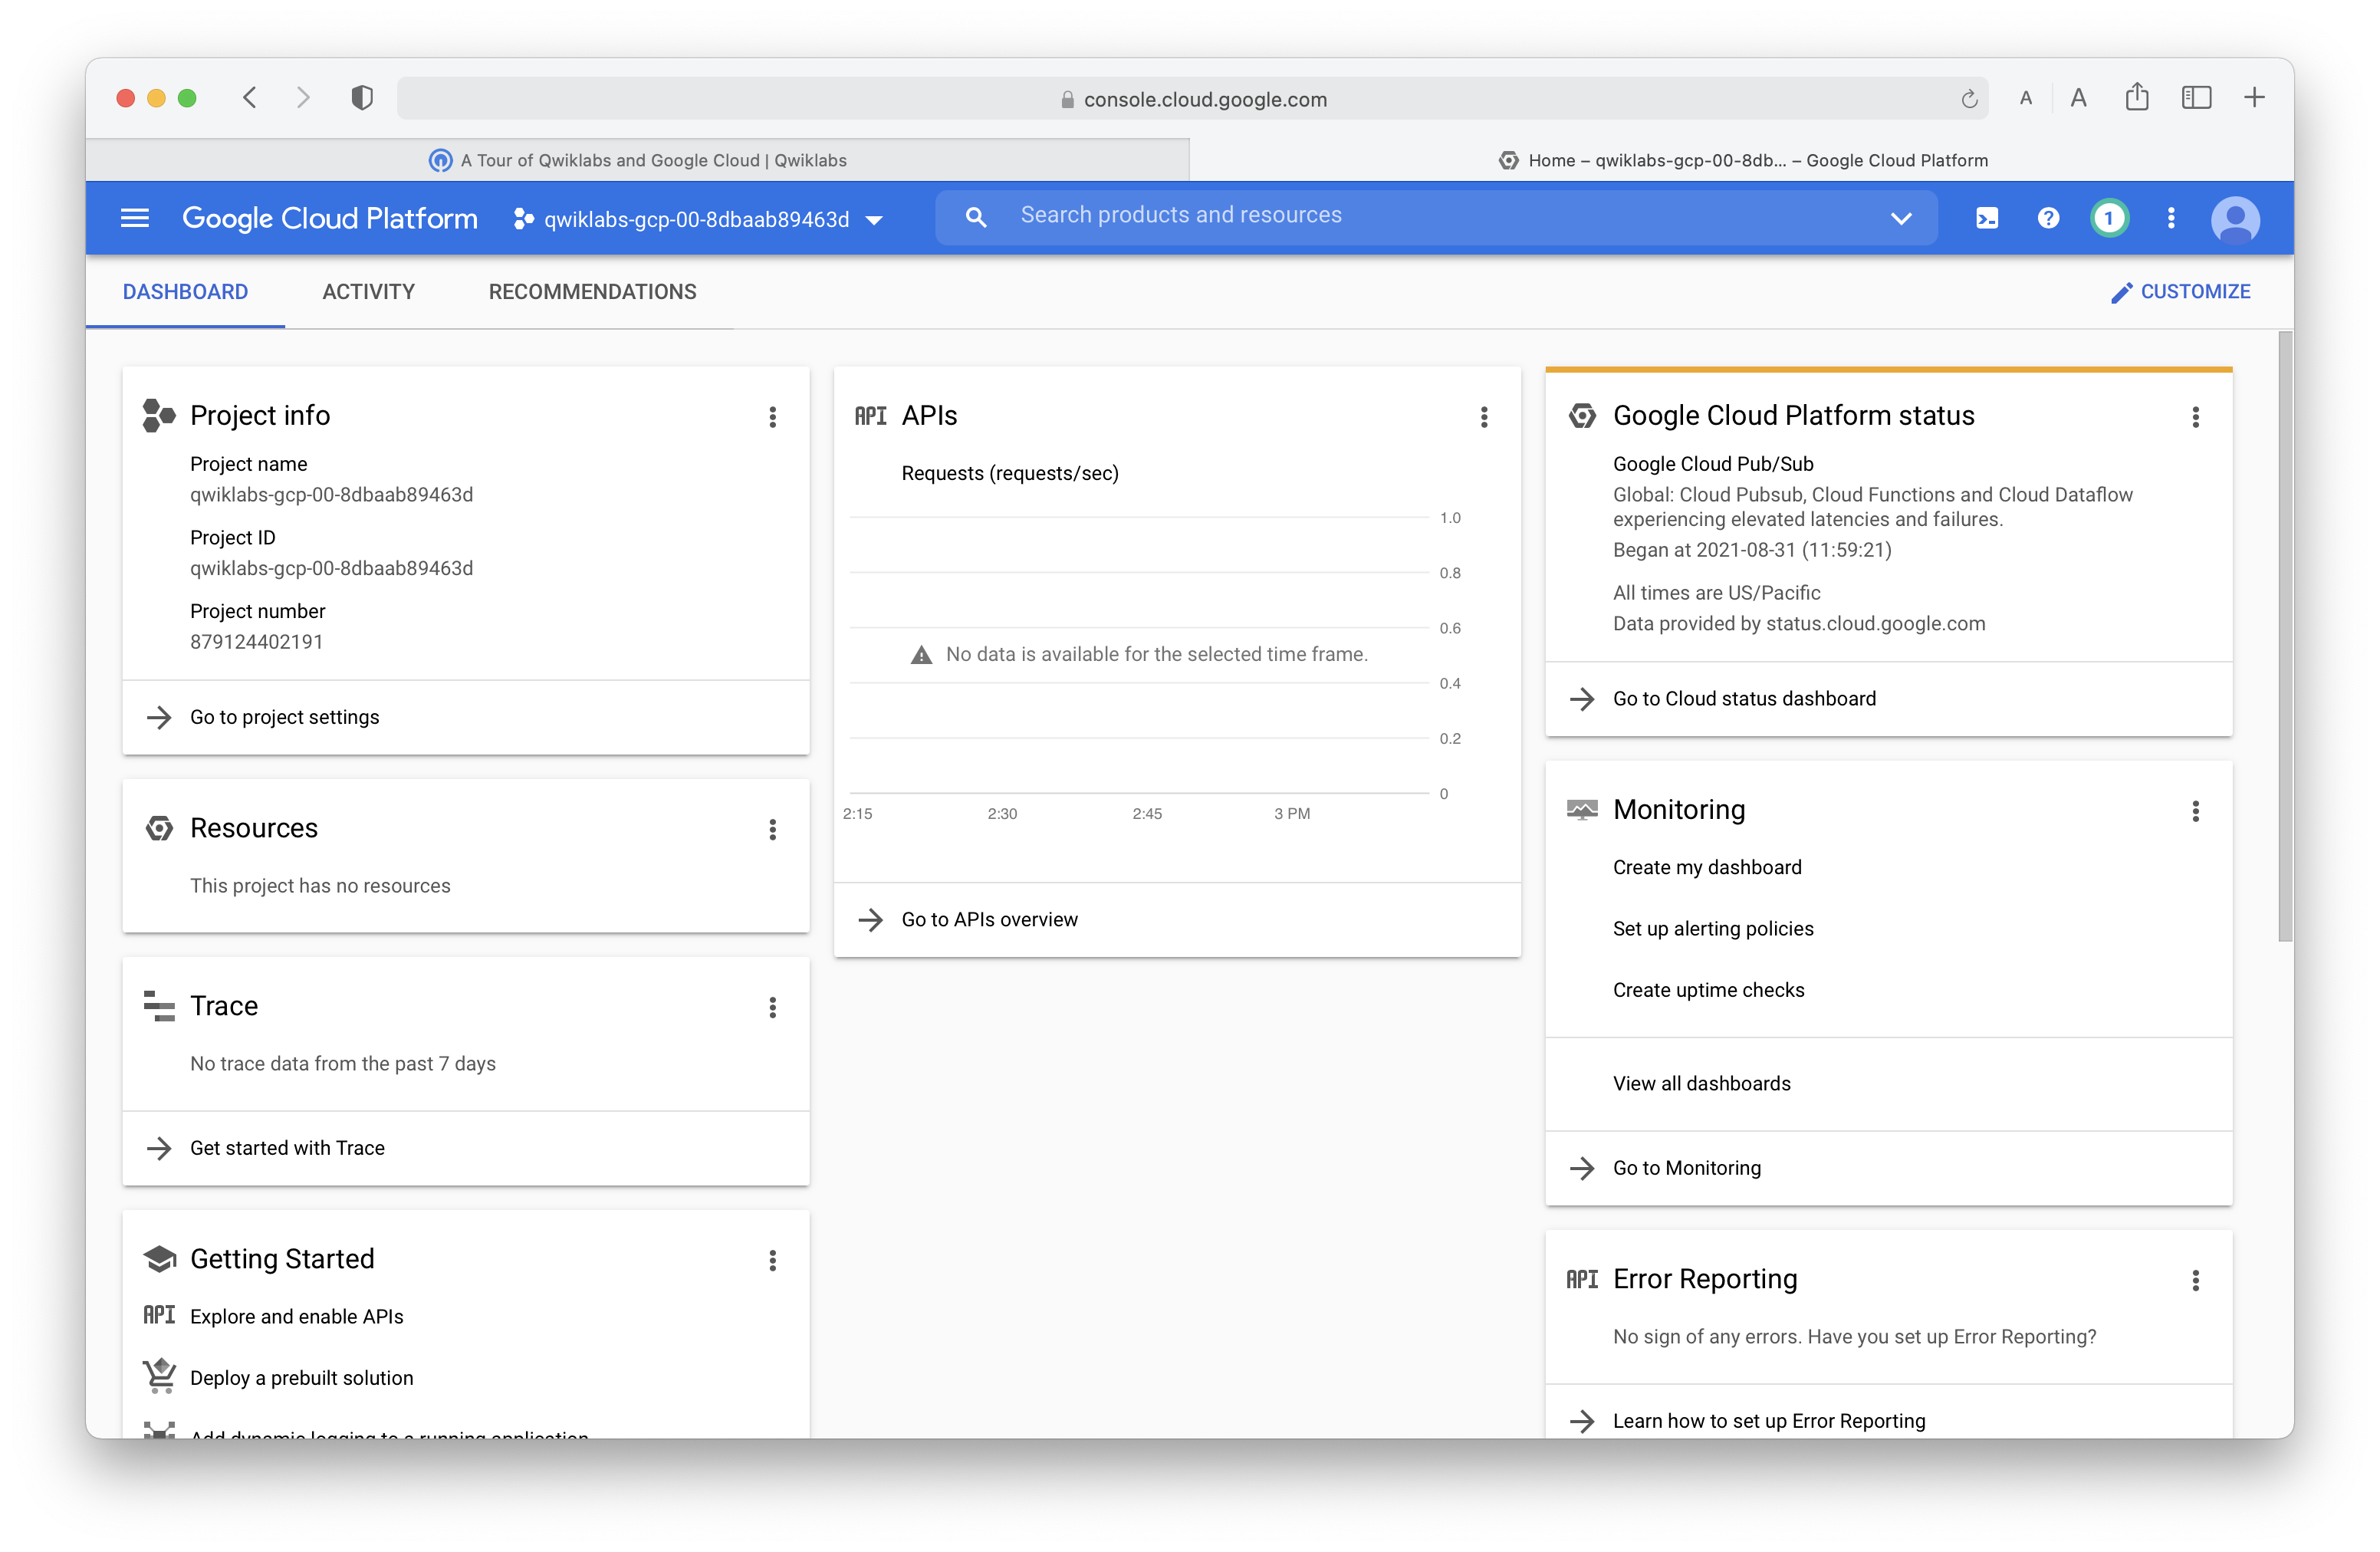 console.cloud.google.com
A A
A Tour of Qwiklabs and Google Cloud | Qwiklabs
Home – qwiklabs-gcp-00-8db... – Google Cloud Platform
Google Cloud Platform
qwiklabs-gcp-00-8dbaab89463d
Search products and resources
1
DASHBOARD
ACTIVITY
RECOMMENDATIONS
CUSTOMIZE
Project info
Project name
qwiklabs-gcp-00-8dbaab89463d
Project ID
qwiklabs-gcp-00-8dbaab89463d
Project number
879124402191
Go to project settings
Resources
This project has no resources
Trace
No trace data from the past 7 days
Get started with Trace
Getting Started
API Explore and enable APIs
Deploy a prebuilt solution
Add dynamic logging to a running application
API APIs
Requests (requests/sec)
1.0
0.8
0.6
No data is available for the selected time frame.
0.4
0.2
0
2:15 2:30 2:45 3 PM
Go to APIs overview
Google Cloud Platform status
Google Cloud Pub/Sub
Global: Cloud Pubsub, Cloud Functions and Cloud Dataflow
experiencing elevated latencies and failures.
Began at 2021-08-31 (11:59:21)
All times are US/Pacific
Data provided by status.cloud.google.com
Go to Cloud status dashboard
Monitoring
Create my dashboard
Set up alerting policies
Create uptime checks
View all dashboards
Go to Monitoring
API Error Reporting
No sign of any errors. Have you set up Error Reporting?
Learn how to set up Error Reporting